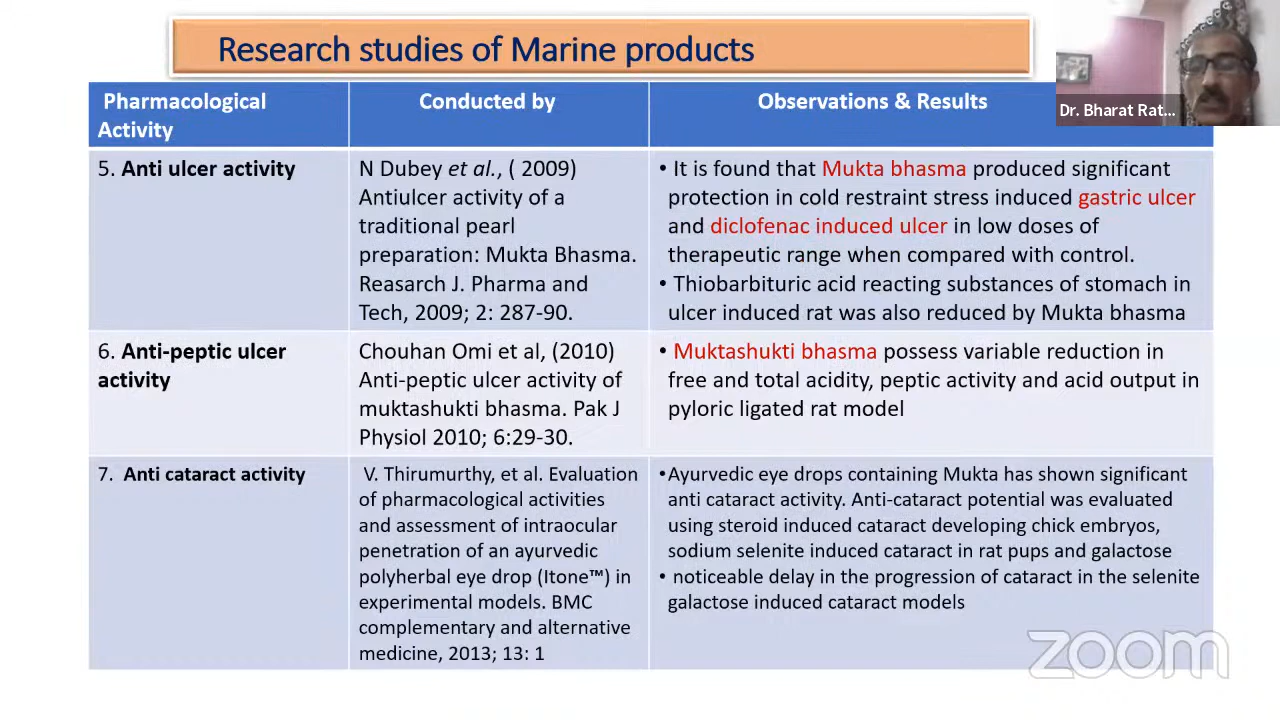 Research studies of Marine products
Dr. Bharat Rat...
Pharmacological
Activity
Conducted by
Observations & Results
5. Anti ulcer activity
N Dubey et al., ( 2009)
Antiulcer activity of a
traditional pearl
preparation: Mukta Bhasma.
Reasarch J. Pharma and
Tech, 2009; 2: 287-90.
• It is found that Mukta bhasma produced significant
protection in cold restraint stress induced gastric ulcer
and diclofenac induced ulcer in low doses of
therapeutic range when compared with control.
• Thiobarbituric acid reacting substances of stomach in
ulcer induced rat was also reduced by Mukta bhasma
6. Anti-peptic ulcer
activity
Chouhan Omi et al, (2010)
Anti-peptic ulcer activity of
muktashukti bhasma. Pak J
Physiol 2010; 6:29-30.
• Muktashukti bhasma possess variable reduction in
free and total acidity, peptic activity and acid output in
pyloric ligated rat model
7. Anti cataract activity
V. Thirumurthy, et al. Evaluation
of pharmacological activities
and assessment of intraocular
penetration of an ayurvedic
polyherbal eye drop (Itone™) in
experimental models. BMC
complementary and alternative
medicine, 2013; 13: 1
•Ayurvedic eye drops containing Mukta has shown significant
anti cataract activity. Anti-cataract potential was evaluated
using steroid induced cataract developing chick embryos,
sodium selenite induced cataract in rat pups and galactose
• noticeable delay in the progression of cataract in the selenite
galactose induced cataract models
zoom